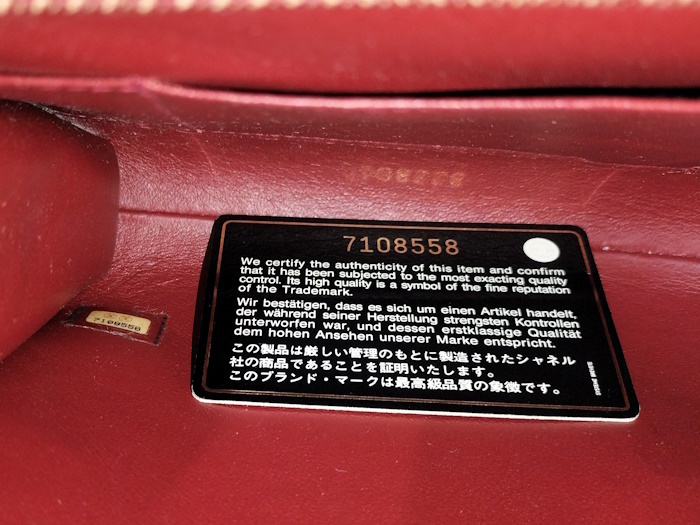 7108558
We certify the authenticity of this item and confirm
that it has been subjected to the most exacting quality
control. Its high quality is a symbol of the fine reputation
of the Trademark.
Wir bestätigen, dass es sich um einen Artikel handelt,
der während seiner Herstellung strengsten Kontrollen
unterworfen war, und dessen erstklassige Qualität
dem hohen Ansehen unserer Marke entspricht.
この製品は厳しい管理のもとに製造されたシャネル
社の商品であることを証明いたします。
このブランド・マークは最高級品質の象徴です。
7108558